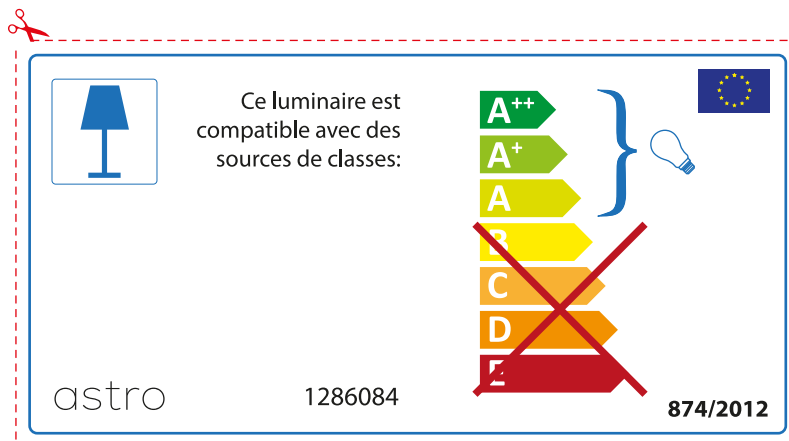 Ce luminaire est
compatible avec des
sources de classes:
A++
A+
A
B
C
D
E
astro
1286084
874/2012